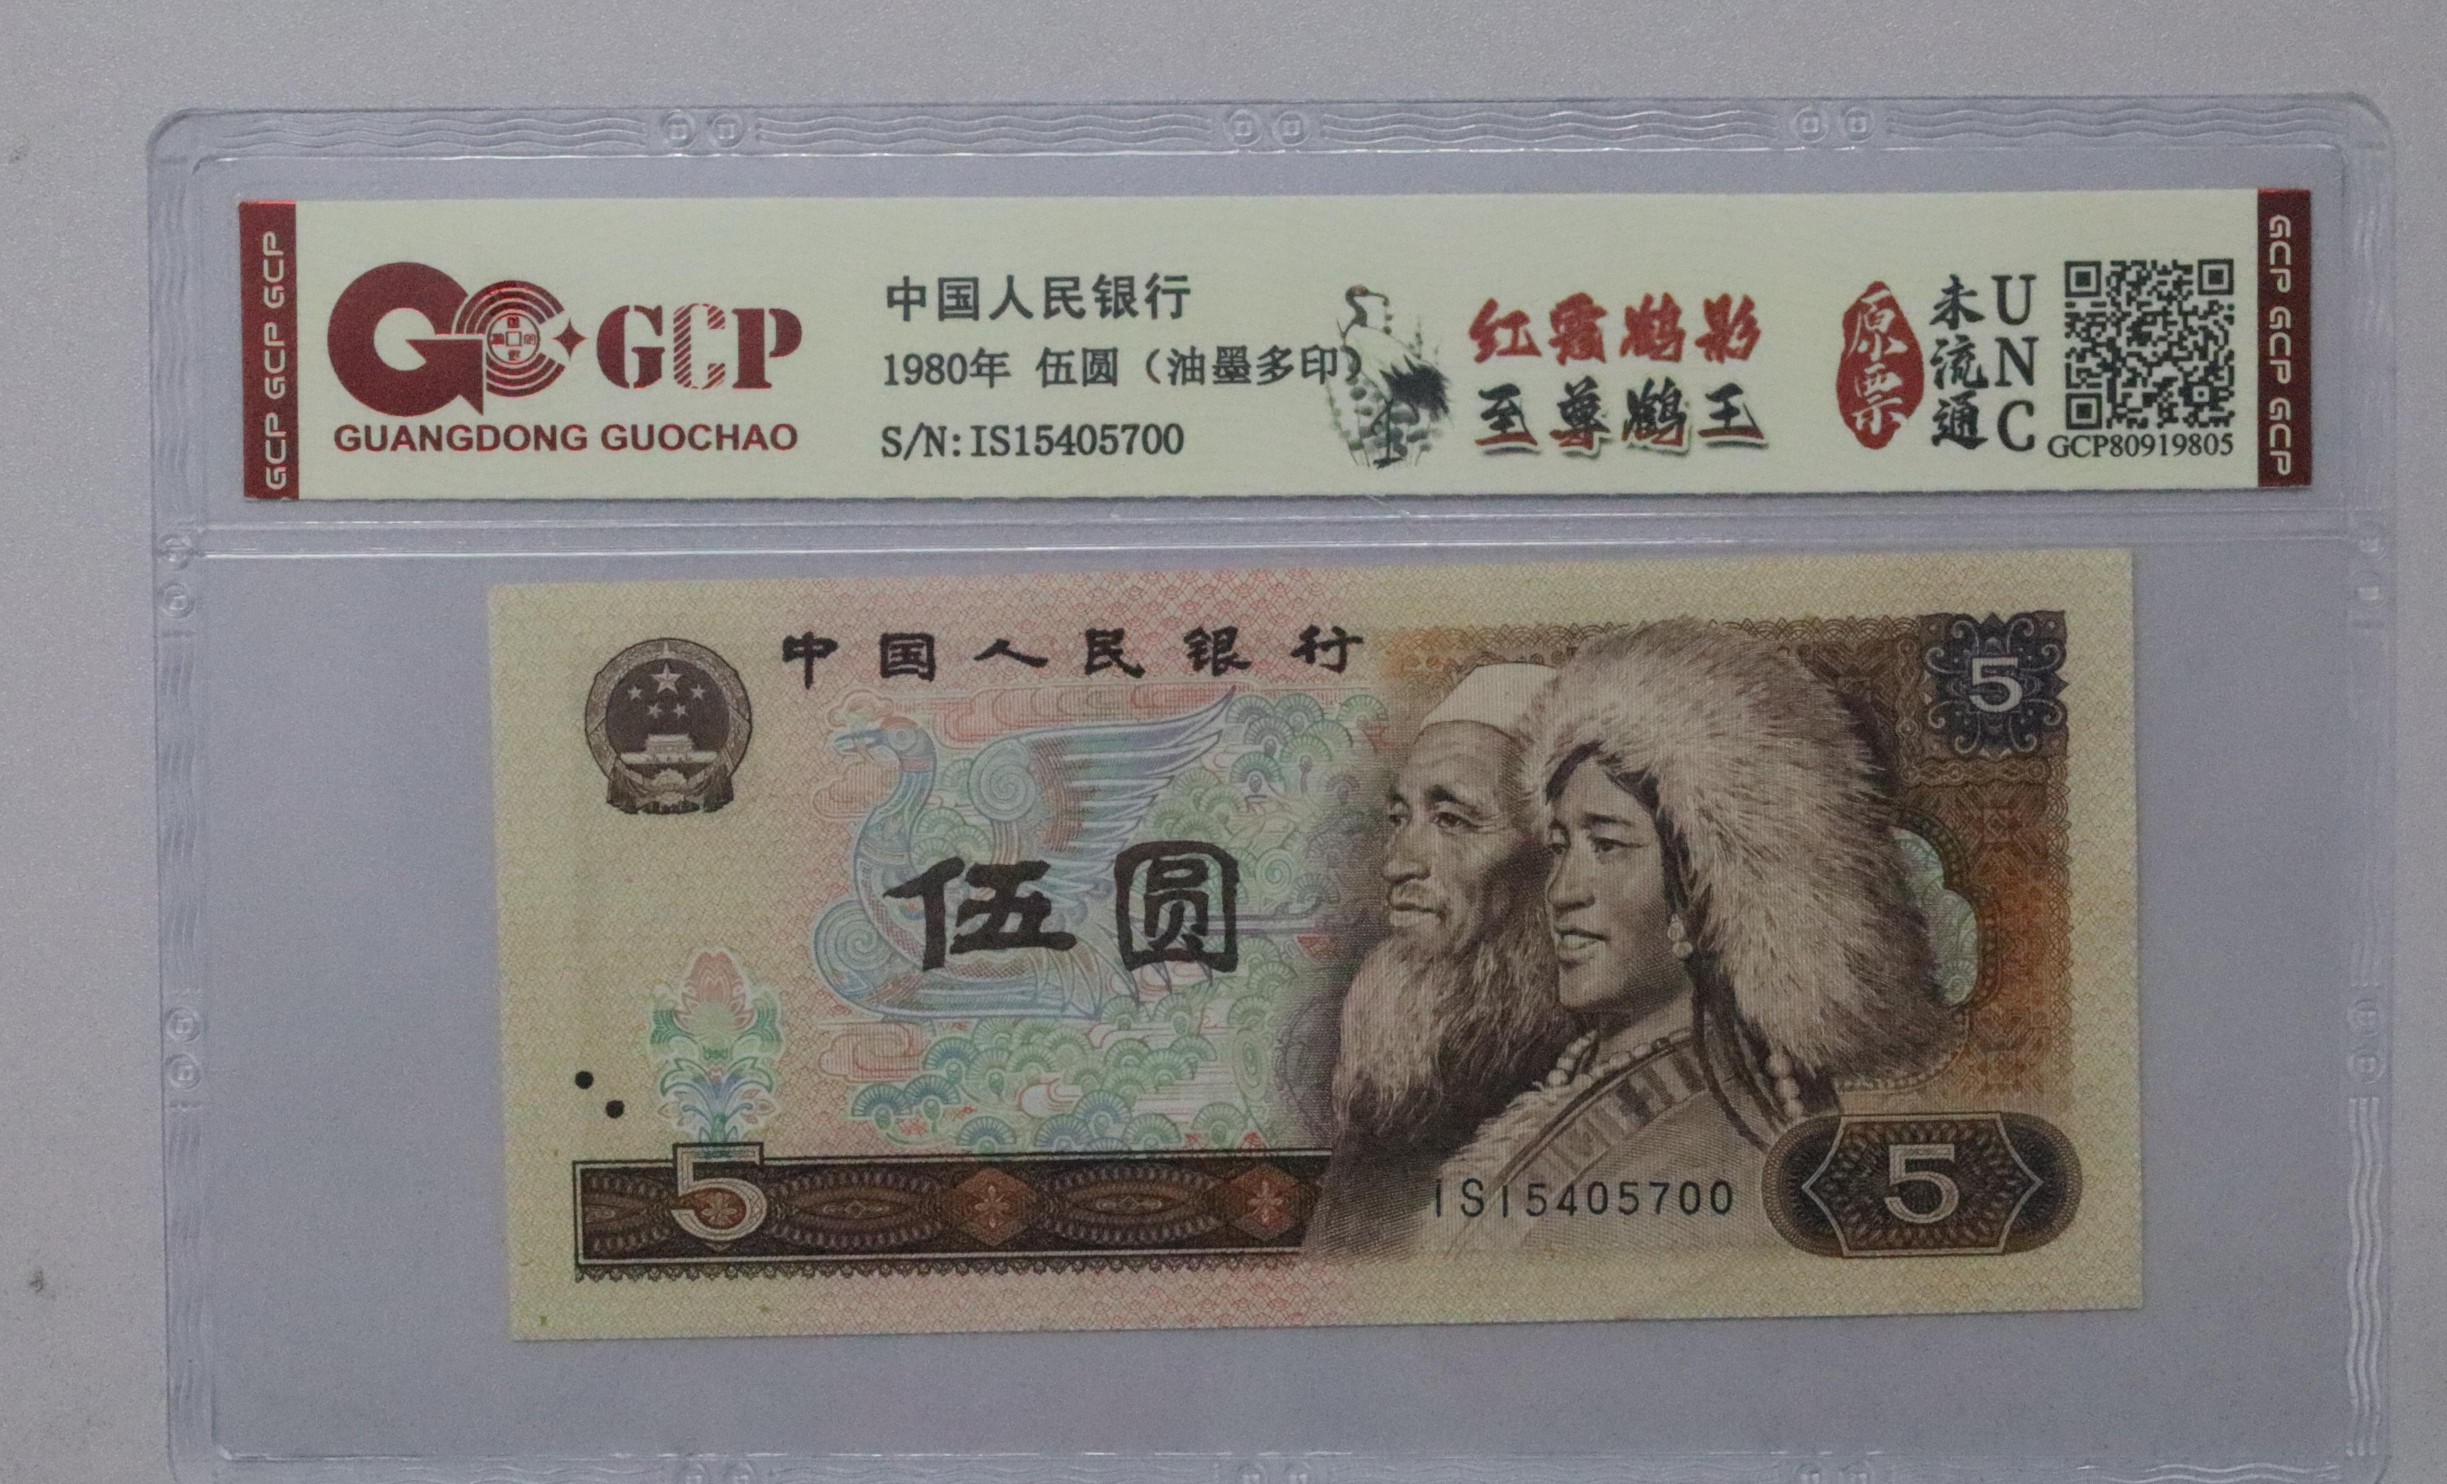 GCP GCP GCP
GCP
GUANGDONG GUOCHAO
中国人民银行
1980年 伍圆（油墨多印）
S/N:IS15405700
红霞鹤影
至尊鹤王
原票
未流通
UNC
GCP80919805
GCP GCP GCP
中国人民银行
5
伍圆
5
IS15405700
5